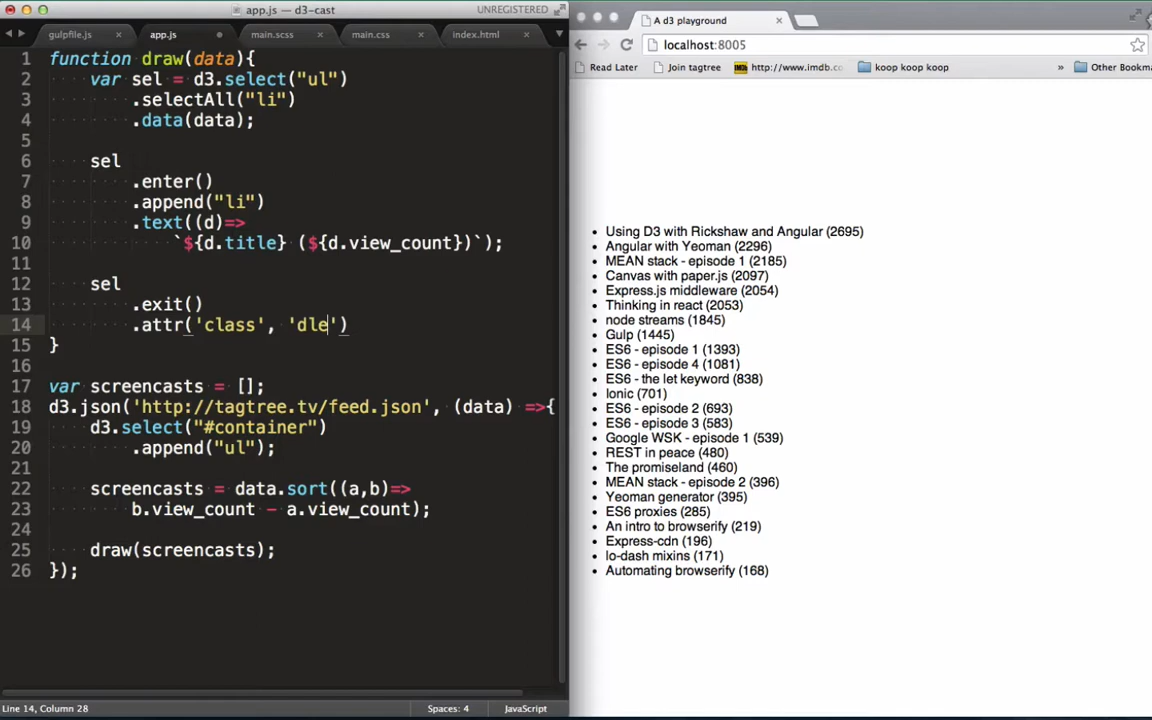 app.js — d3-cast
UNREGISTERED
gulpfile.js
app.js
main.scss
main.css
index.html
1 function draw(data){
2 var sel = d3.select("ul")
3 .selectAll("li")
4 .data(data);
5
6 sel
7 .enter()
8 .append("li")
9 .text((d)=>
10 `${d.title} (${d.view_count})`);
11
12 sel
13 .exit()
14 .attr('class', 'dle')
15 }
16
17 var screencasts = [];
18 d3.json('http://tagtree.tv/feed.json', (data) =>{
19 d3.select("#container")
20 .append("ul");
21
22 screencasts = data.sort((a,b)=>
23 b.view_count - a.view_count);
24
25 draw(screencasts);
26 });
Line 14, Column 28
Spaces: 4
JavaScript
A d3 playground
localhost:8005
Read Later
Join tagtree
IMDb
http://www.imdb.c
koop koop koop
»
Other Bookm
• Using D3 with Rickshaw and Angular (2695)
• Angular with Yeoman (2296)
• MEAN stack - episode 1 (2185)
• Canvas with paper.js (2097)
• Express.js middleware (2054)
• Thinking in react (2053)
• node streams (1845)
• Gulp (1445)
• ES6 - episode 1 (1393)
• ES6 - episode 4 (1081)
• ES6 - the let keyword (838)
• Ionic (701)
• ES6 - episode 2 (693)
• ES6 - episode 3 (583)
• Google WSK - episode 1 (539)
• REST in peace (480)
• The promiseland (460)
• MEAN stack - episode 2 (396)
• Yeoman generator (395)
• ES6 proxies (285)
• An intro to browserify (219)
• Express-cdn (196)
• lo-dash mixins (171)
• Automating browserify (168)